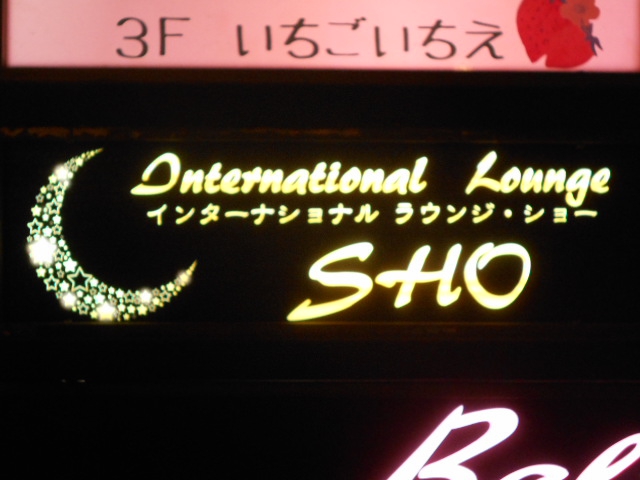 3F いちごいちえ
International Lounge
インターナショナル ラウンジ・ショー
SHO